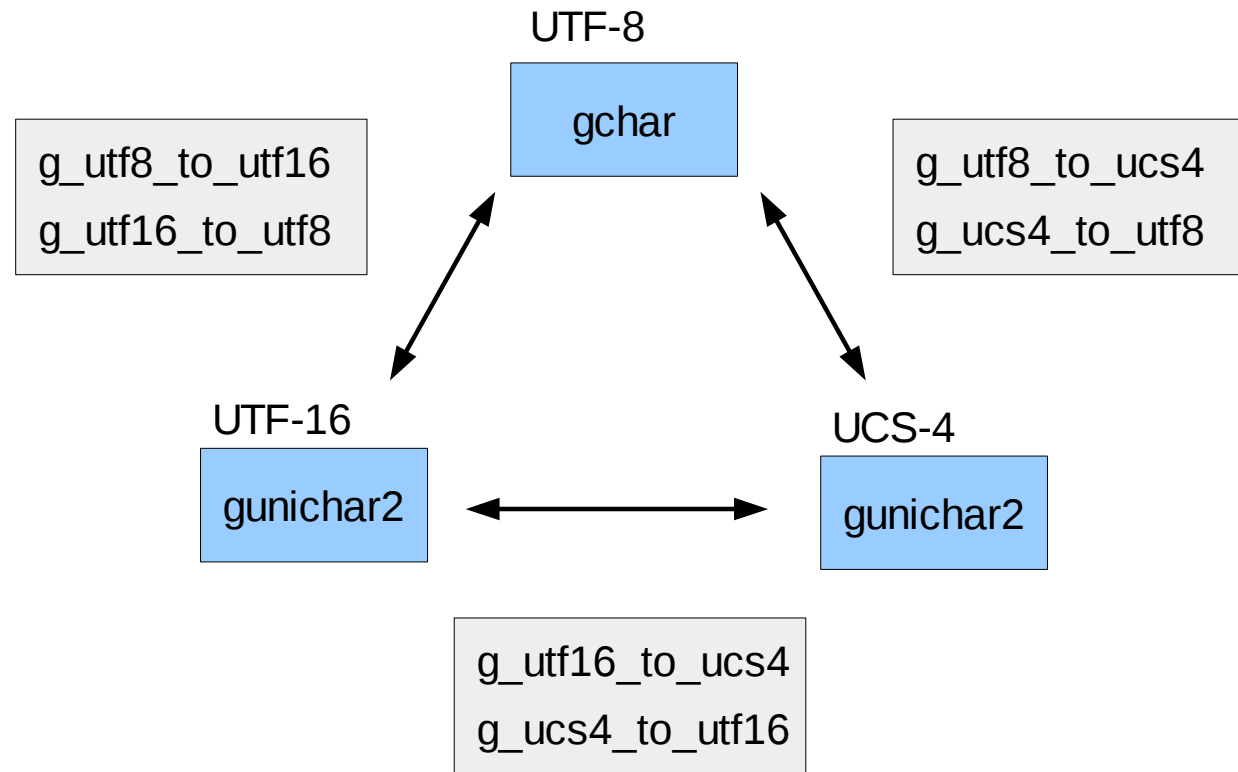 UTF-8
gchar
g_utf8_to_utf16
g_utf16_to_utf8
g_utf8_to_ucs4
g_ucs4_to_utf8
UTF-16
gunichar2
UCS-4
gunichar2
g_utf16_to_ucs4
g_ucs4_to_utf16